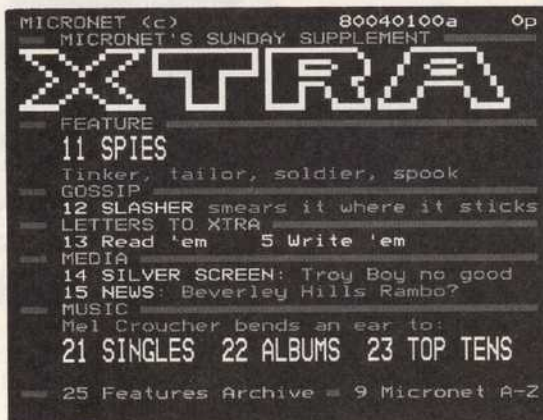 MICRONET (c) 80040100a 0p
MICRONET'S SUNDAY SUPPLEMENT
XTRA
FEATURE
11 SPIES
Tinker, tailor, soldier, spook
GOSSIP
12 SLASHER smears it where it sticks
LETTERS TO XTRA
13 Read 'em 5 Write 'em
MEDIA
14 SILVER SCREEN: Troy Boy no good
15 NEWS: Beverley Hills Rambo?
MUSIC
Mel Croucher bends an ear to:
21 SINGLES 22 ALBUMS 23 TOP TENS
25 Features Archive = 9 Micronet A-Z